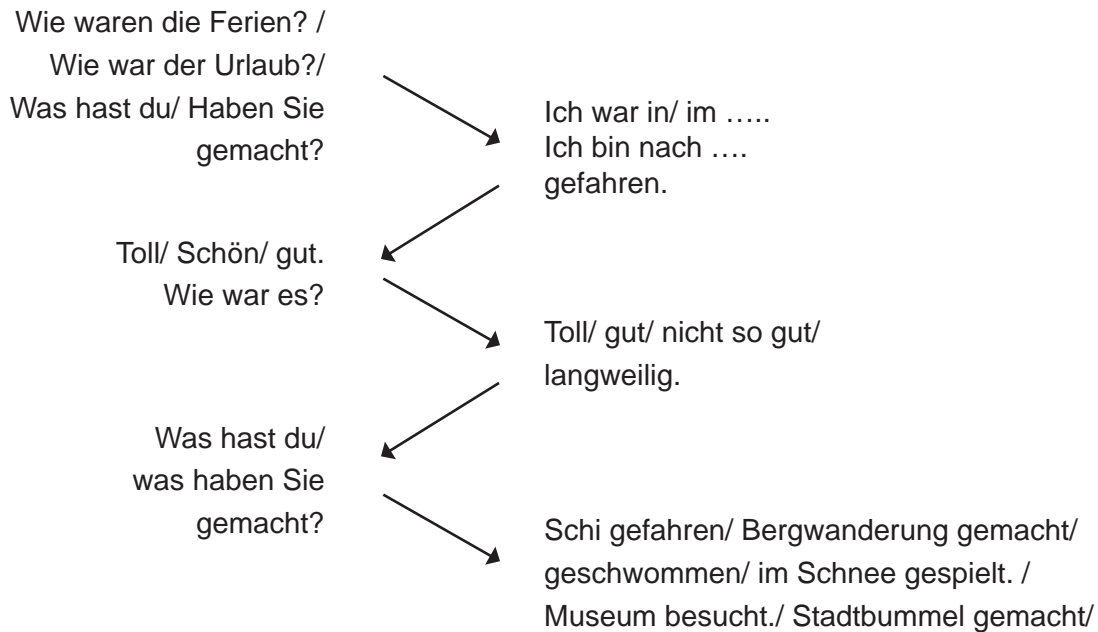 Wie waren die Ferien? /
Wie war der Urlaub?/
Was hast du/ Haben Sie
gemacht?
Ich war in/ im …..
Ich bin nach ….
gefahren.
Toll/ Schön/ gut.
Wie war es?
Toll/ gut/ nicht so gut/
langweilig.
Was hast du/
was haben Sie
gemacht?
Schi gefahren/ Bergwanderung gemacht/
geschwommen/ im Schnee gespielt. /
Museum besucht./ Stadtbummel gemacht/